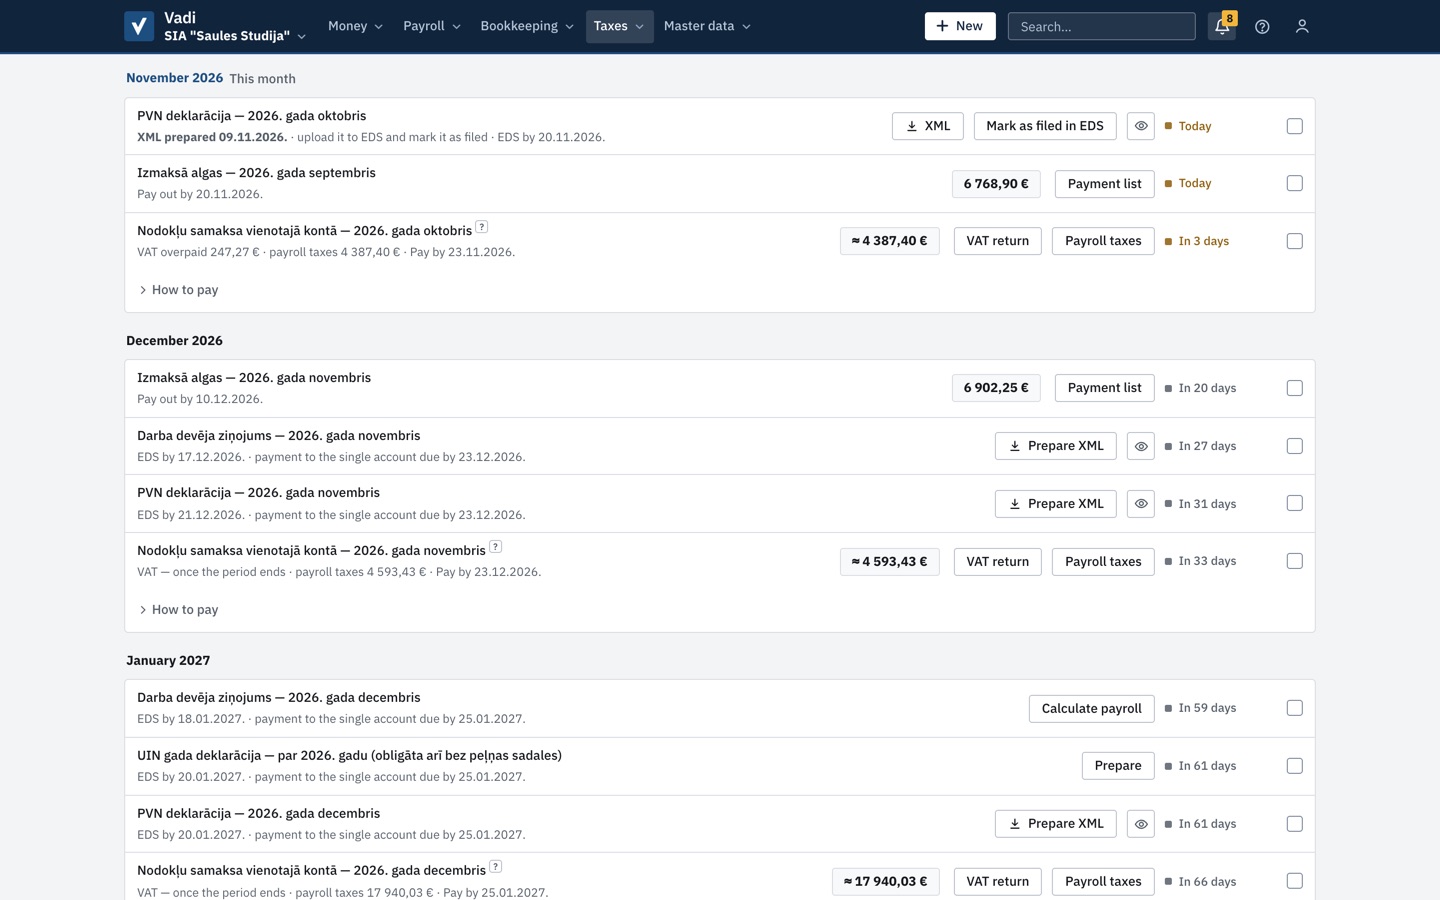 Vadi
SIA "Saules Studija"
Money
Payroll
Bookkeeping
Taxes
Master data
+ New
Search...
8
November 2026 This month
PVN deklarācija — 2026. gada oktobris
XML prepared 09.11.2026. · upload it to EDS and mark it as filed · EDS by 20.11.2026.
XML
Mark as filed in EDS
Today
Izmaksā algas — 2026. gada septembris
Pay out by 20.11.2026.
6 768,90 €
Payment list
Today
Nodokļu samaksa vienotajā kontā — 2026. gada oktobris ?
VAT overpaid 247,27 € · payroll taxes 4 387,40 € · Pay by 23.11.2026.
≈ 4 387,40 €
VAT return
Payroll taxes
In 3 days
How to pay
December 2026
Izmaksā algas — 2026. gada novembris
Pay out by 10.12.2026.
6 902,25 €
Payment list
In 20 days
Darba devēja ziņojums — 2026. gada novembris
EDS by 17.12.2026. · payment to the single account due by 23.12.2026.
Prepare XML
In 27 days
PVN deklarācija — 2026. gada novembris
EDS by 21.12.2026. · payment to the single account due by 23.12.2026.
Prepare XML
In 31 days
Nodokļu samaksa vienotajā kontā — 2026. gada novembris ?
VAT — once the period ends · payroll taxes 4 593,43 € · Pay by 23.12.2026.
≈ 4 593,43 €
VAT return
Payroll taxes
In 33 days
How to pay
January 2027
Darba devēja ziņojums — 2026. gada decembris
EDS by 18.01.2027. · payment to the single account due by 25.01.2027.
Calculate payroll
In 59 days
UIN gada deklarācija — par 2026. gadu (obligāta arī bez peļņas sadales)
EDS by 20.01.2027. · payment to the single account due by 25.01.2027.
Prepare
In 61 days
PVN deklarācija — 2026. gada decembris
EDS by 20.01.2027. · payment to the single account due by 25.01.2027.
Prepare XML
In 61 days
Nodokļu samaksa vienotajā kontā — 2026. gada decembris ?
VAT — once the period ends · payroll taxes 17 940,03 € · Pay by 25.01.2027.
≈ 17 940,03 €
VAT return
Payroll taxes
In 66 days